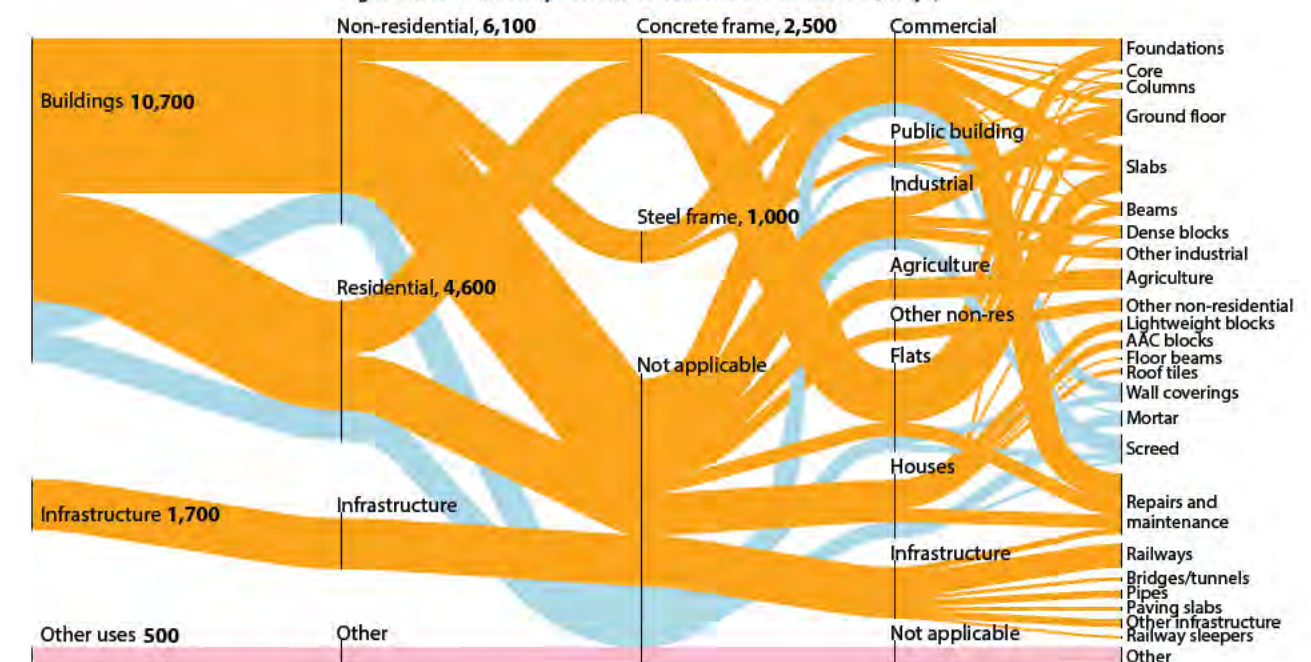 Non-residential, 6,100
Concrete frame, 2,500
Commercial
Foundations
Core
Columns
Buildings 10,700
Ground floor
Public building
Slabs
Industrial
Beams
Steel frame, 1,000
Dense blocks
Other industrial
Agriculture
Agriculture
Residential, 4,600
Other non-residential
Other non-res
Lightweight blocks
AAC blocks
Flats
Floor beams
Not applicable
Roof tiles
Wall coverings
Mortar
Screed
Houses
Infrastructure
Repairs and
maintenance
Infrastructure 1,700
Infrastructure
Railways
Bridges/tunnels
Pipes
Paving slabs
Other infrastructure
Other uses 500
Other
Not applicable
Railway sleepers
Other